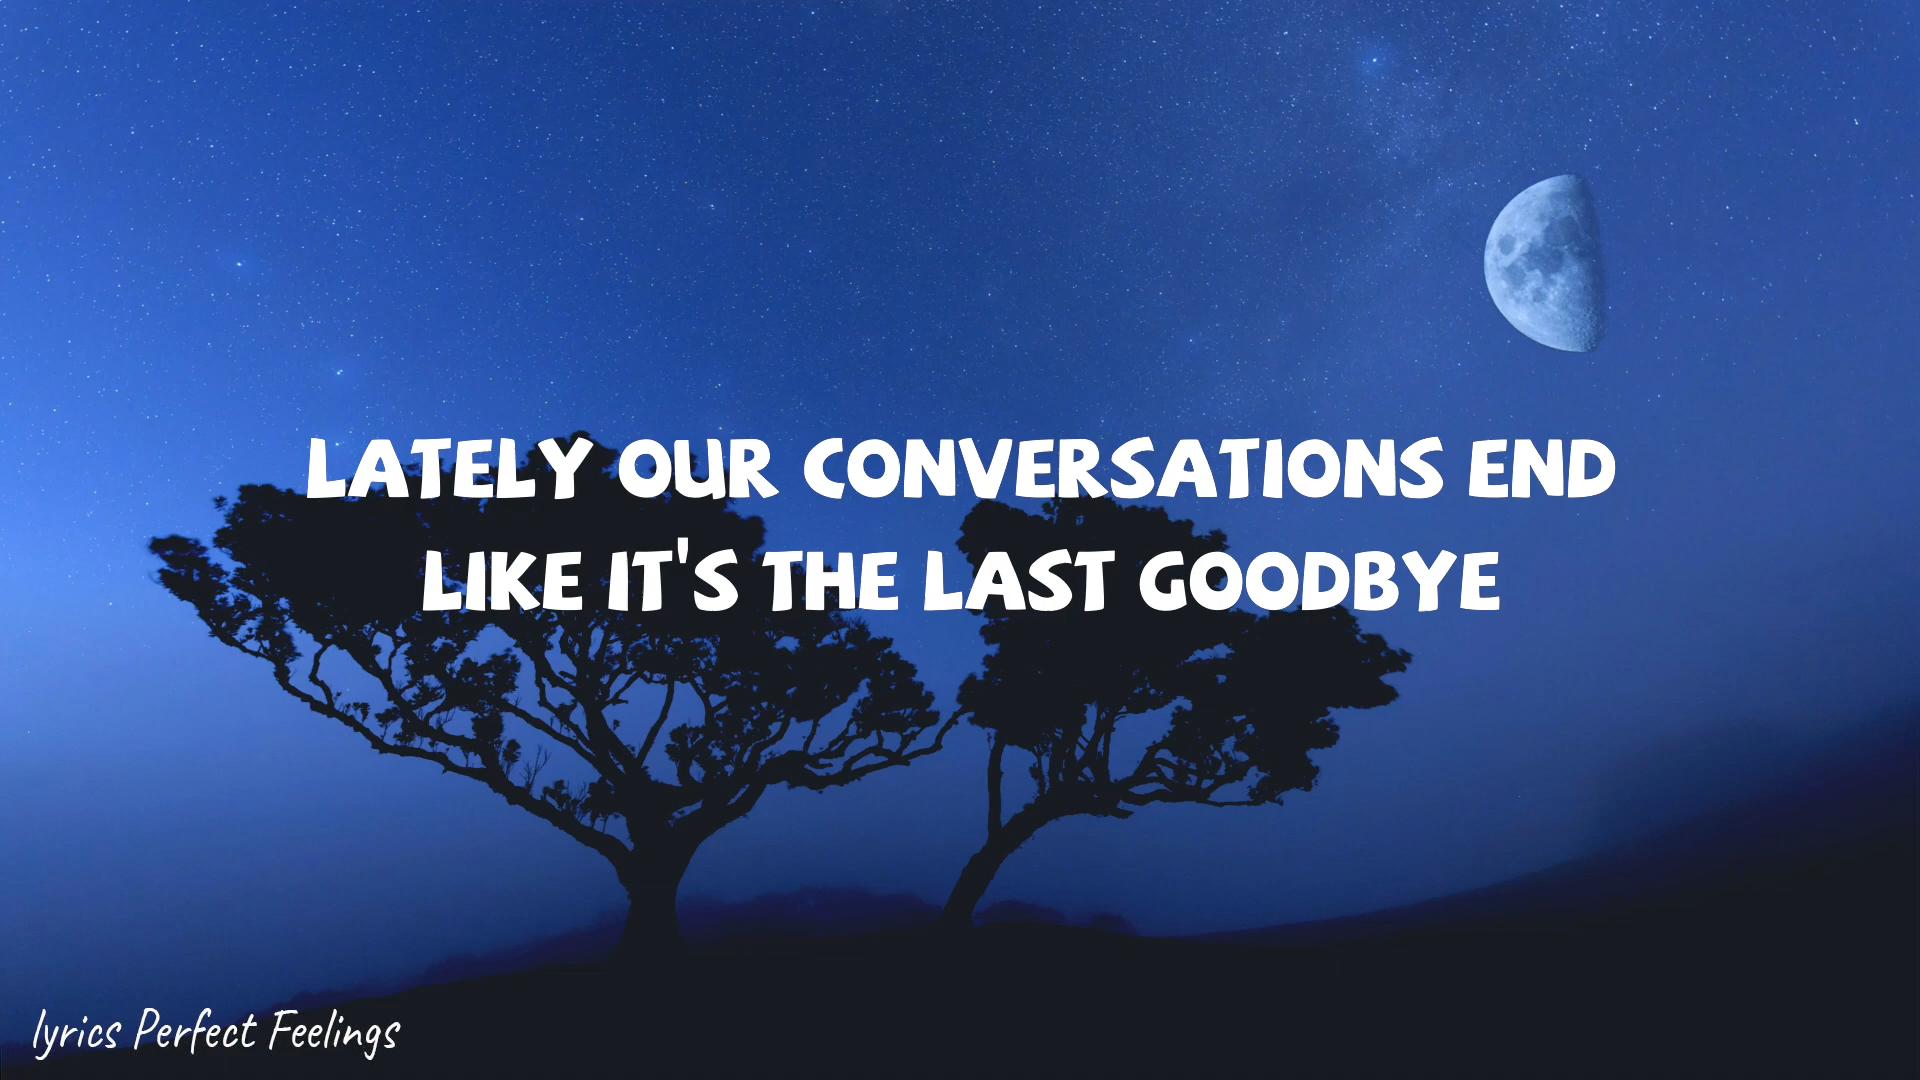 LATELY OUR CONVERSATIONS END
LIKE IT'S THE LAST GOODBYE
lyrics Perfect Feelings